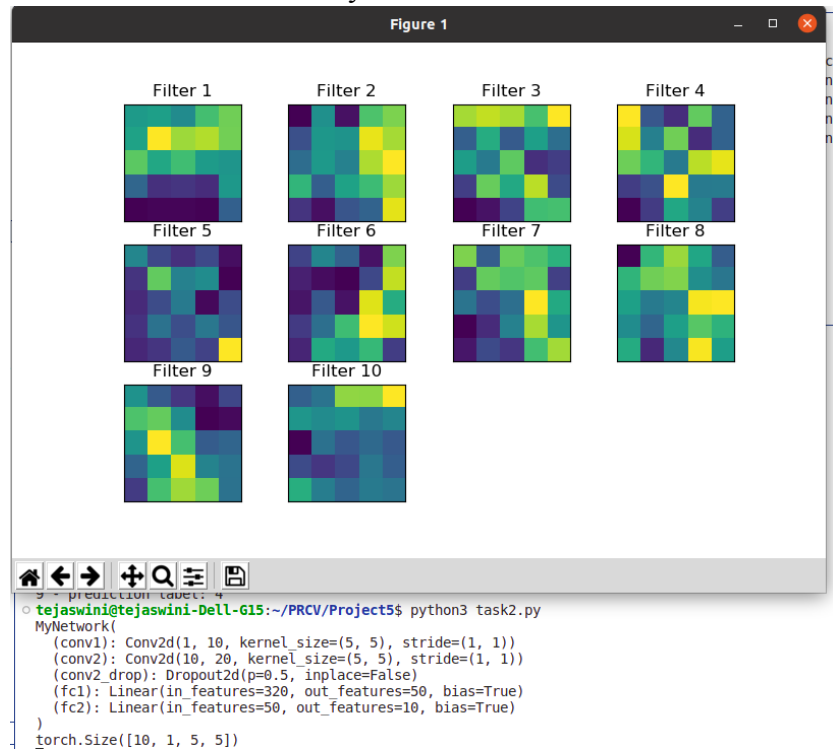 Figure 1
Filter 1 Filter 2 Filter 3 Filter 4
Filter 5 Filter 6 Filter 7 Filter 8
Filter 9 Filter 10
9 - prediction label: 4
tejaswini@tejaswini-Dell-G15:~/PRCV/Project5$ python3 task2.py
MyNetwork(
(conv1): Conv2d(1, 10, kernel_size=(5, 5), stride=(1, 1))
(conv2): Conv2d(10, 20, kernel_size=(5, 5), stride=(1, 1))
(conv2_drop): Dropout2d(p=0.5, inplace=False)
(fc1): Linear(in_features=320, out_features=50, bias=True)
(fc2): Linear(in_features=50, out_features=10, bias=True)
)
torch.Size([10, 1, 5, 5])